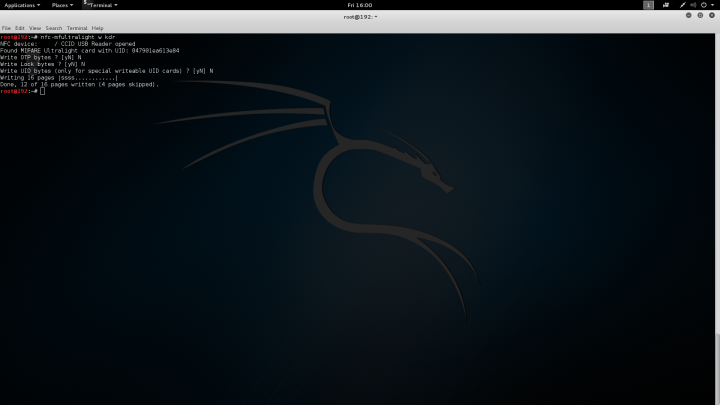 Applications Places Terminal Fri 16:00 1
root@192: ~
File Edit View Search Terminal Help
root@192:~# nfc-mfultralight w kdr
NFC device: / CCID USB Reader opened
Found MIFARE Ultralight card with UID: 047901ea613e84
Write OTP bytes ? [yN] N
Write Lock bytes ? [yN] N
Write UID bytes (only for special writeable UID cards) ? [yN] N
Writing 16 pages |ssss............|
Done, 12 of 16 pages written (4 pages skipped).
root@192:~#